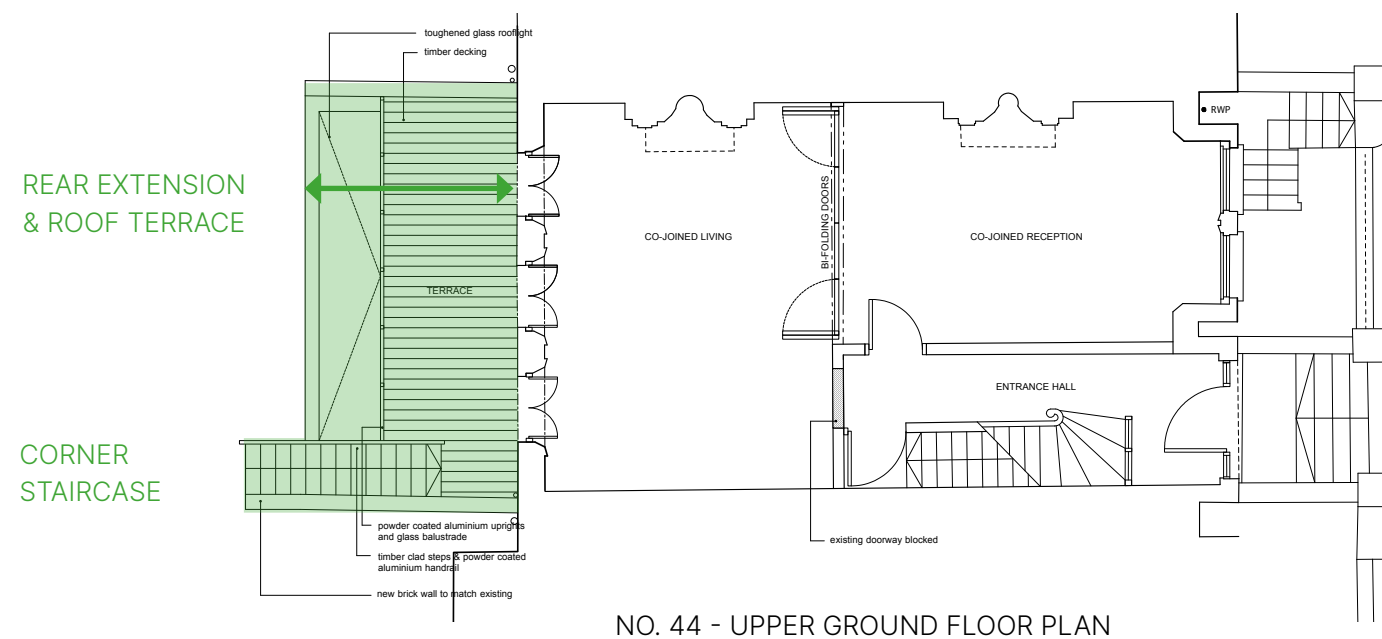 toughened glass rooflight
timber decking
RWP
REAR EXTENSION
& ROOF TERRACE
BI-FOLDING DOORS
CO-JOINED LIVING
CO-JOINED RECEPTION
TERRACE
ENTRANCE HALL
CORNER
STAIRCASE
powder coated aluminium uprights
and glass balustrade
existing doorway blocked
timber clad steps & powder coated
aluminium handrail
new brick wall to match existing
NO. 44 - UPPER GROUND FLOOR PLAN